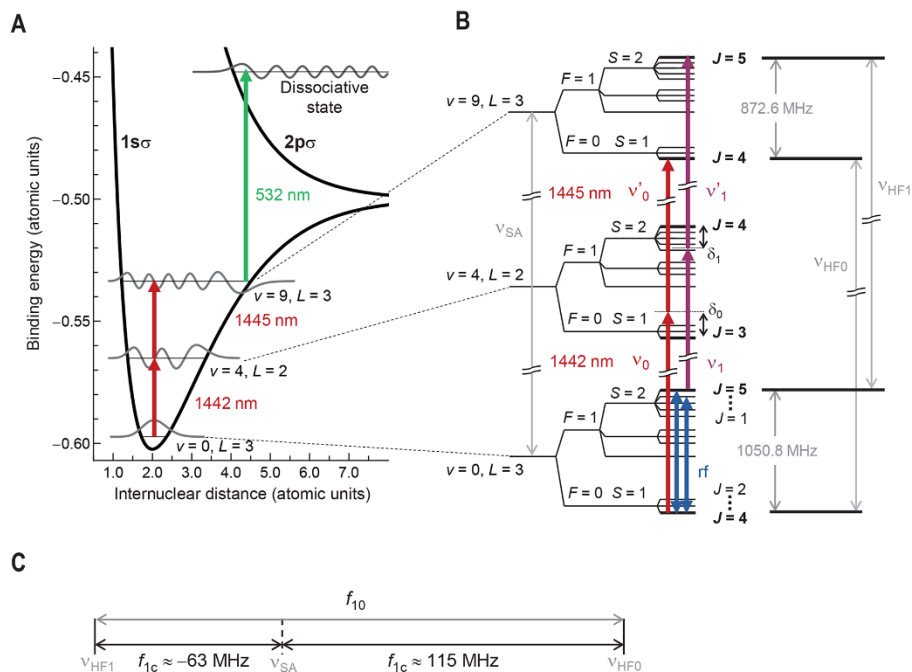 A
−0.45
−0.50
−0.55
−0.60
Binding energy (atomic units)
1.0 2.0 3.0 4.0 5.0 6.0 7.0
Internuclear distance (atomic units)
1sσ
2pσ
Dissociative
state
532 nm
v = 9, L = 3
1445 nm
v = 4, L = 2
1442 nm
v = 0, L = 3
B
v = 9, L = 3
F = 1
S = 2
J = 5
F = 0 S = 1
J = 4
872.6 MHz
1445 nm
ν'0
ν'1
νHF1
νSA
v = 4, L = 2
F = 1
S = 2
J = 4
δ1
F = 0 S = 1
δ0
J = 3
νHF0
1442 nm
ν0
ν1
v = 0, L = 3
F = 1
S = 2
J = 5
J = 1
rf
1050.8 MHz
F = 0 S = 1
J = 2
J = 4
C
f10
νHF1 f1c ≈ −63 MHz νSA f1c ≈ 115 MHz νHF0